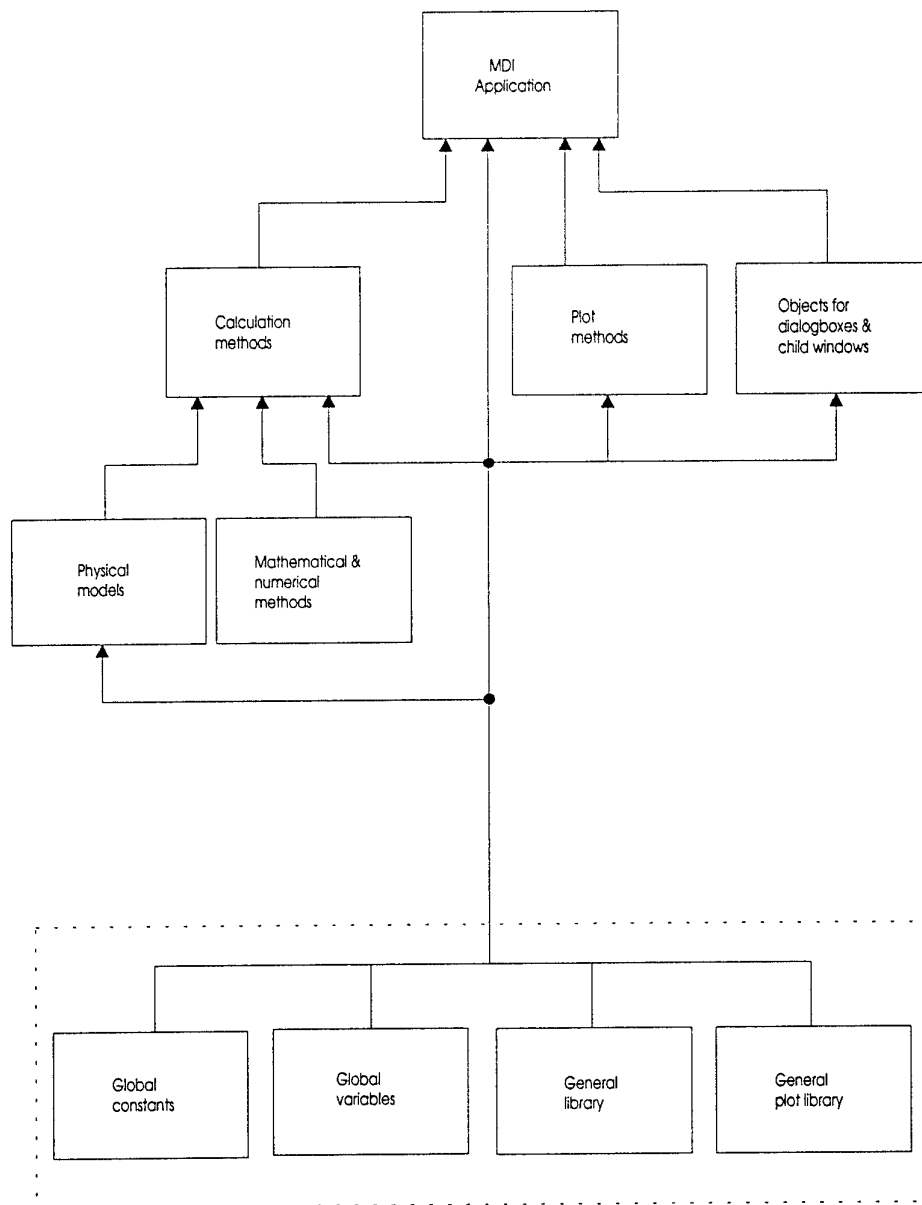 MDI
Application
Calculation
methods
Plot
methods
Objects for
dialogboxes &
child windows
Physical
models
Mathematical &
numerical
methods
Global
constants
Global
variables
General
library
General
plot library